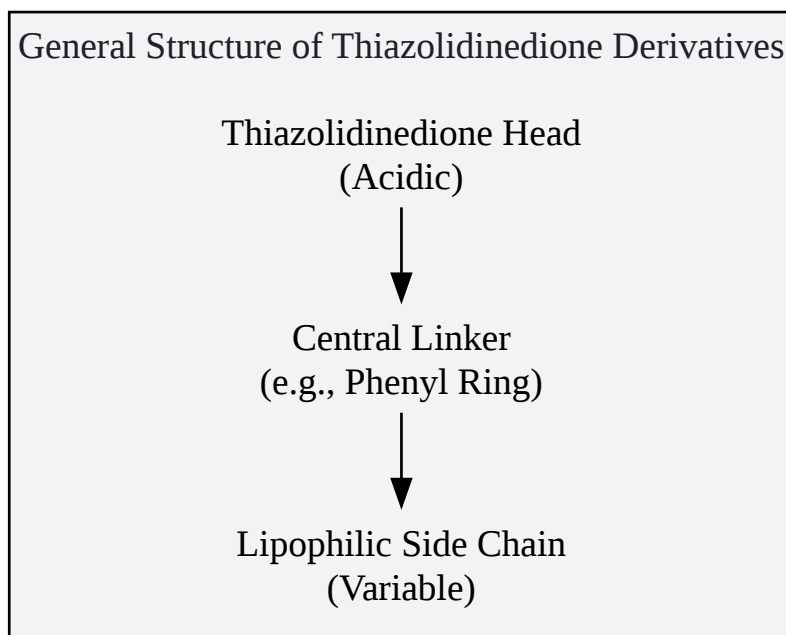 General Structure of Thiazolidinedione Derivatives
Thiazolidinedione Head
(Acidic)
Central Linker
(e.g., Phenyl Ring)
Lipophilic Side Chain
(Variable)